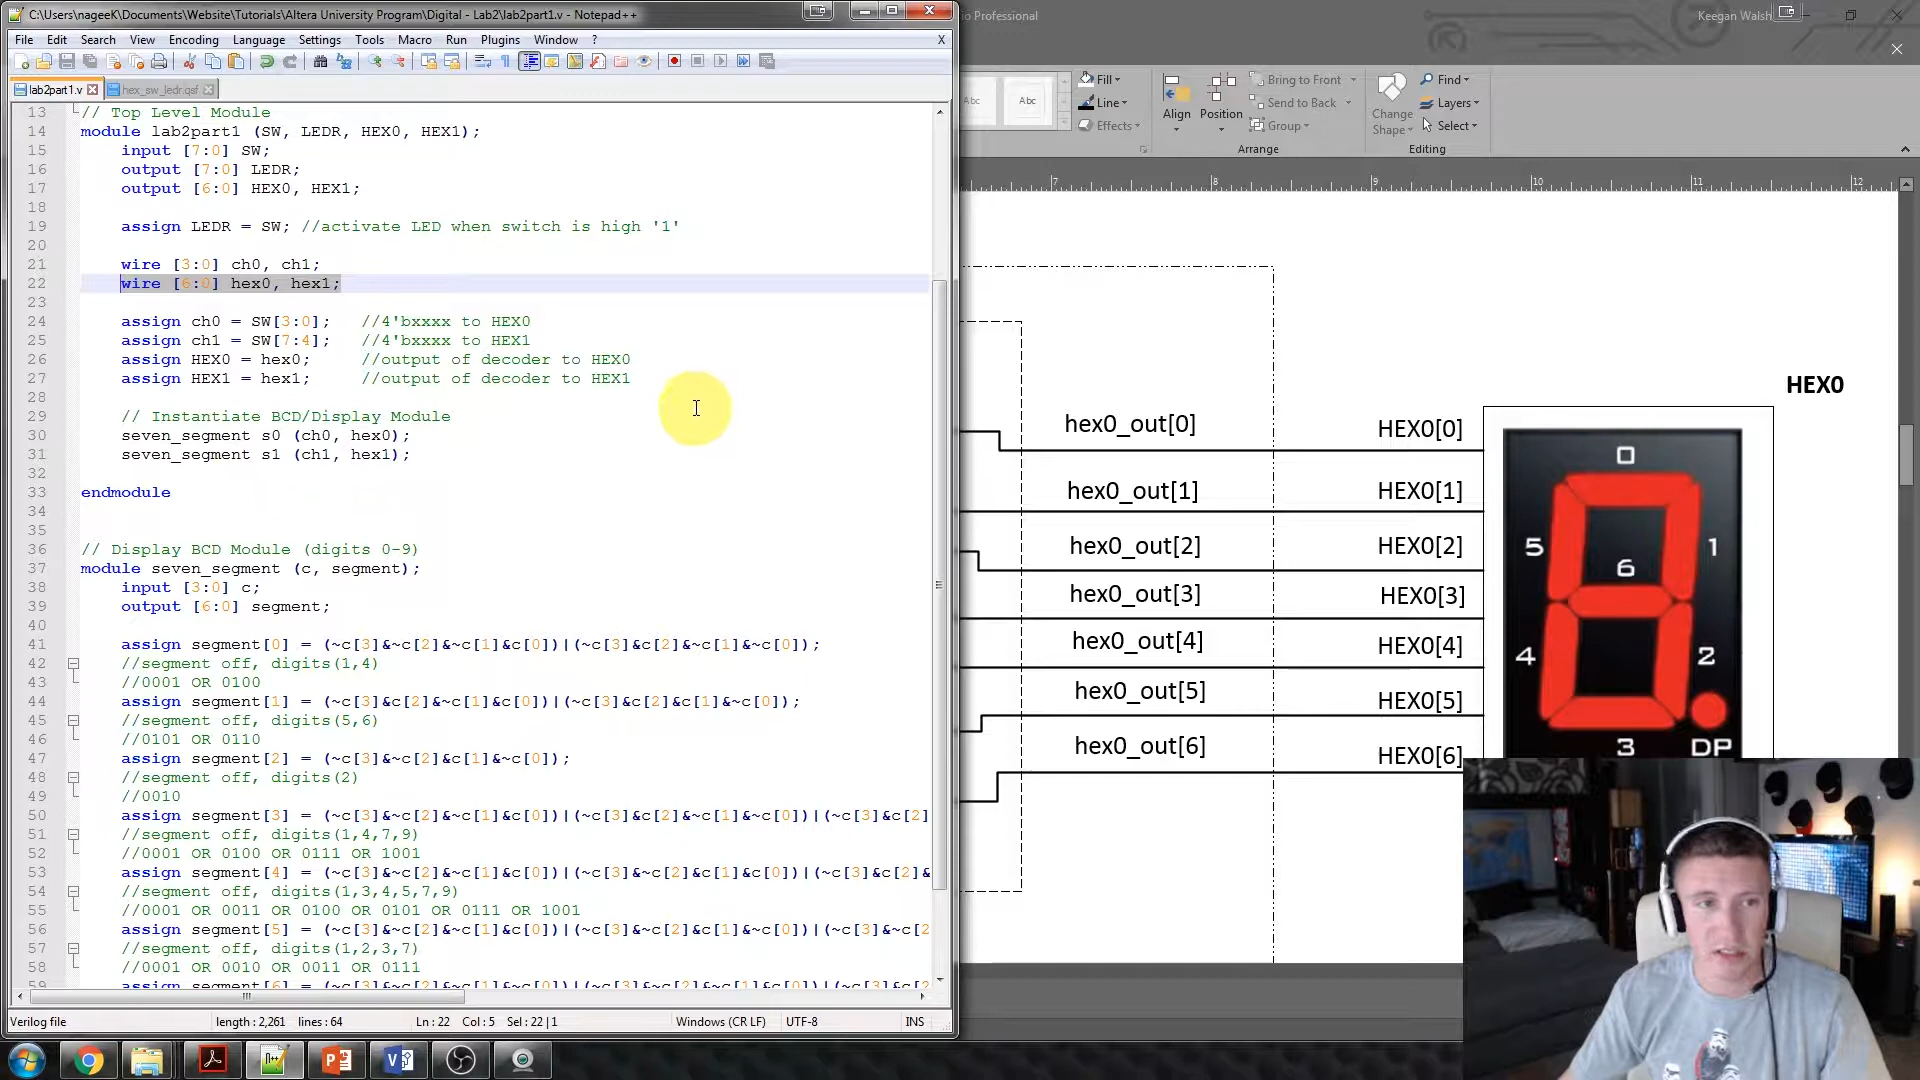 C:\Users\nageeK\Documents\Website\Tutorials\Altera University Program\Digital - Lab2\lab2part1.v - Notepad++
File Edit Search View Encoding Language Settings Tools Macro Run Plugins Window ? X
lab2part1.v hex_sw_ledr.qsf
13 // Top Level Module
14 module lab2part1 (SW, LEDR, HEX0, HEX1);
15 input [7:0] SW;
16 output [7:0] LEDR;
17 output [6:0] HEX0, HEX1;
18
19 assign LEDR = SW; //activate LED when switch is high '1'
20
21 wire [3:0] ch0, ch1;
22 wire [6:0] hex0, hex1;
23
24 assign ch0 = SW[3:0]; //4'bxxxx to HEX0
25 assign ch1 = SW[7:4]; //4'bxxxx to HEX1
26 assign HEX0 = hex0; //output of decoder to HEX0
27 assign HEX1 = hex1; //output of decoder to HEX1
28
29 // Instantiate BCD/Display Module
30 seven_segment s0 (ch0, hex0);
31 seven_segment s1 (ch1, hex1);
32
33 endmodule
34
35
36 // Display BCD Module (digits 0-9)
37 module seven_segment (c, segment);
38 input [3:0] c;
39 output [6:0] segment;
40
41 assign segment[0] = (~c[3]&~c[2]&~c[1]&c[0])|(~c[3]&c[2]&~c[1]&~c[0]);
42 //segment off, digits(1,4)
43 //0001 OR 0100
44 assign segment[1] = (~c[3]&c[2]&~c[1]&c[0])|(~c[3]&c[2]&c[1]&~c[0]);
45 //segment off, digits(5,6)
46 //0101 OR 0110
47 assign segment[2] = (~c[3]&~c[2]&c[1]&~c[0]);
48 //segment off, digits(2)
49 //0010
50 assign segment[3] = (~c[3]&~c[2]&~c[1]&c[0])|(~c[3]&c[2]&~c[1]&~c[0])|(~c[3]&c[2]
51 //segment off, digits(1,4,7,9)
52 //0001 OR 0100 OR 0111 OR 1001
53 assign segment[4] = (~c[3]&~c[2]&~c[1]&c[0])|(~c[3]&~c[2]&c[1]&c[0])|(~c[3]&c[2]&
54 //segment off, digits(1,3,4,5,7,9)
55 //0001 OR 0011 OR 0100 OR 0101 OR 0111 OR 1001
56 assign segment[5] = (~c[3]&~c[2]&~c[1]&c[0])|(~c[3]&~c[2]&c[1]&~c[0])|(~c[3]&~c[2
57 //segment off, digits(1,2,3,7)
58 //0001 OR 0010 OR 0011 OR 0111
59 assign segment[6]
Verilog file length : 2,261 lines : 64 Ln : 22 Col : 5 Sel : 22 | 1 Windows (CR LF) UTF-8 INS
io Professional Keegan Walsh
Abc Abc
Fill
Line
Effects
Align
Position
Bring to Front
Send to Back
Group
Change
Shape
Find
Layers
Select
Arrange Editing
7 8 9 10 11 12
HEX0
hex0_out[0] HEX0[0]
hex0_out[1] HEX0[1]
hex0_out[2] HEX0[2]
hex0_out[3] HEX0[3]
hex0_out[4] HEX0[4]
hex0_out[5] HEX0[5]
hex0_out[6] HEX0[6]
0
5 1
6
4 2
3 DP